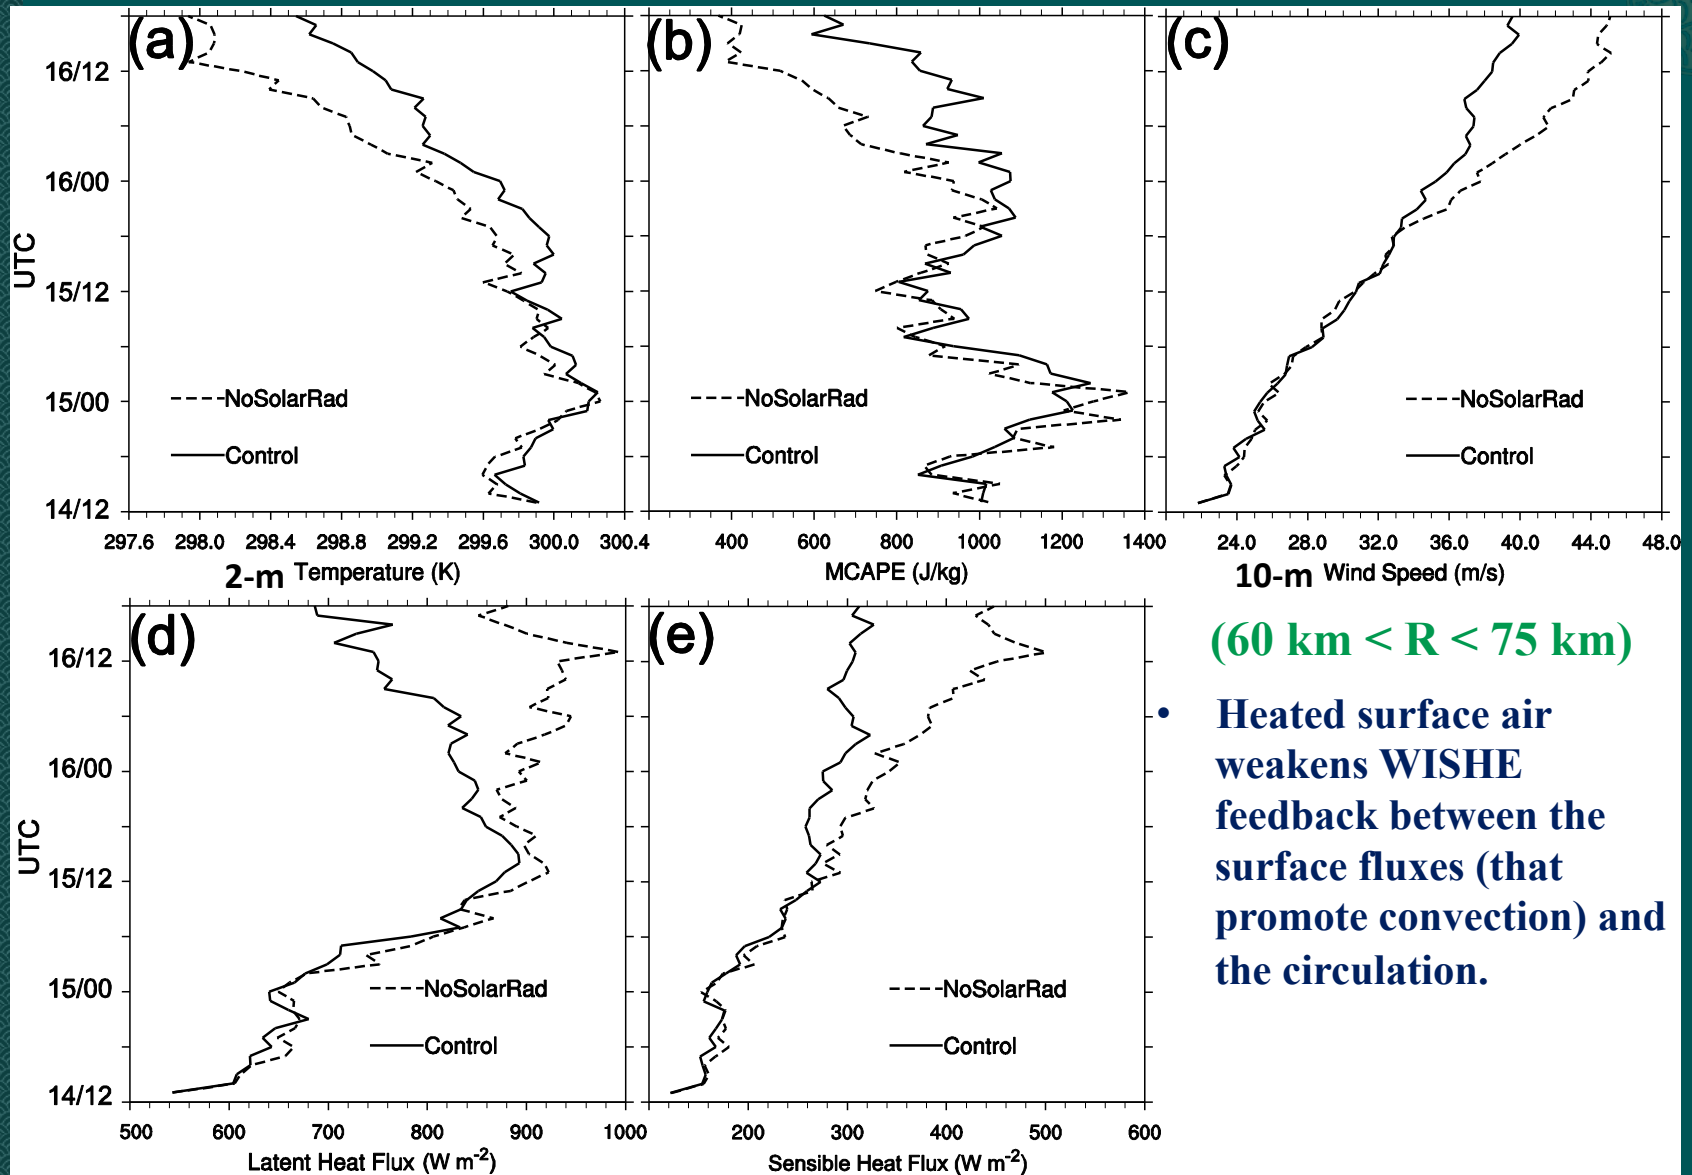 (a)
UTC
16/12
16/00
15/12
15/00
14/12
NoSolarRad
Control
297.6 298.0 298.4 298.8 299.2 299.6 300.0 300.4
2-m Temperature (K)
(b)
NoSolarRad
Control
400 600 800 1000 1200 1400
MCAPE (J/kg)
(c)
NoSolarRad
Control
24.0 28.0 32.0 36.0 40.0 44.0 48.0
10-m Wind Speed (m/s)
(d)
UTC
16/12
16/00
15/12
15/00
14/12
NoSolarRad
Control
500 600 700 800 900 1000
Latent Heat Flux (W m⁻²)
(e)
NoSolarRad
Control
200 300 400 500 600
Sensible Heat Flux (W m⁻²)
(60 km < R < 75 km)
• Heated surface air
weakens WISHE
feedback between the
surface fluxes (that
promote convection) and
the circulation.